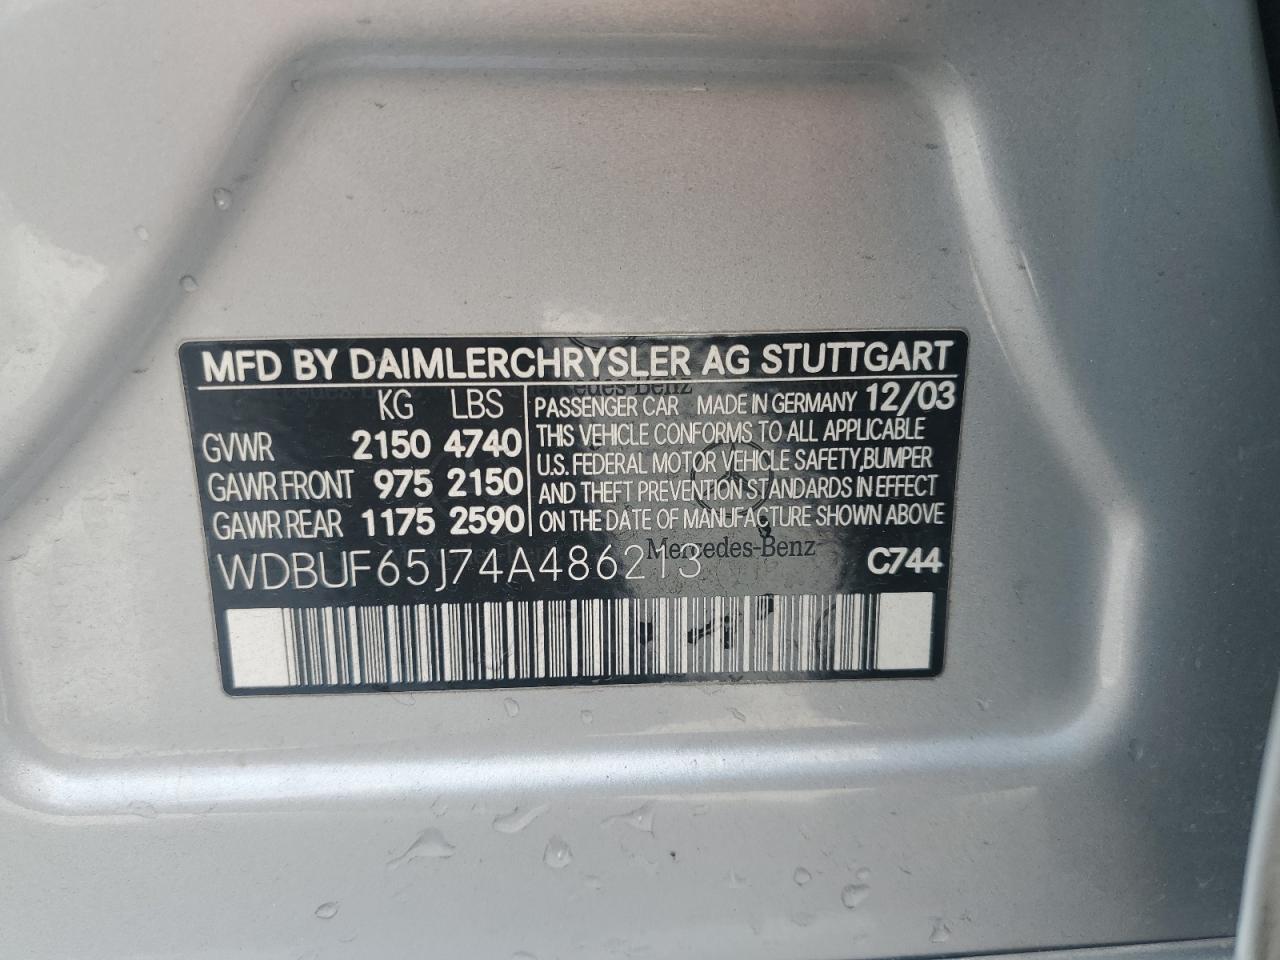 MFD BY DAIMLERCHRYSLER AG STUTTGART
KG LBS
GVWR 2150 4740
GAWR FRONT 975 2150
GAWR REAR 1175 2590
PASSENGER CAR MADE IN GERMANY 12/03
THIS VEHICLE CONFORMS TO ALL APPLICABLE
U.S. FEDERAL MOTOR VEHICLE SAFETY,BUMPER
AND THEFT PREVENTION STANDARDS IN EFFECT
ON THE DATE OF MANUFACTURE SHOWN ABOVE
Mercedes-Benz
Mercedes-Benz
WDBUF65J74A486213 C744